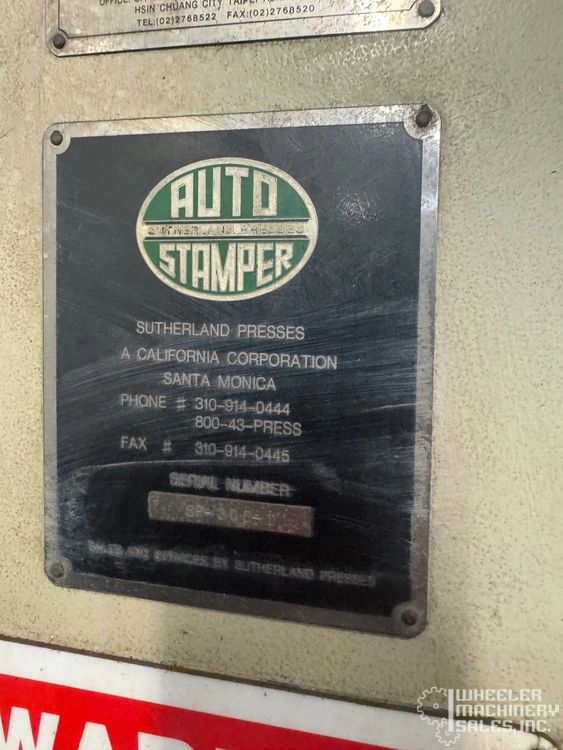 HSIN CHUANG CITY TAIPEI
TEL:(02)2768522 FAX:(02)2768520
AUTO
SUTHERLAND PRESSES
STAMPER
SUTHERLAND PRESSES
A CALIFORNIA CORPORATION
SANTA MONICA
PHONE # 310-914-0444
800-43-PRESS
FAX # 310-914-0445
SERIAL NUMBER
SALES AND SERVICES BY SUTHERLAND PRESSES
WHEELER
MACHINERY
SALES, INC.